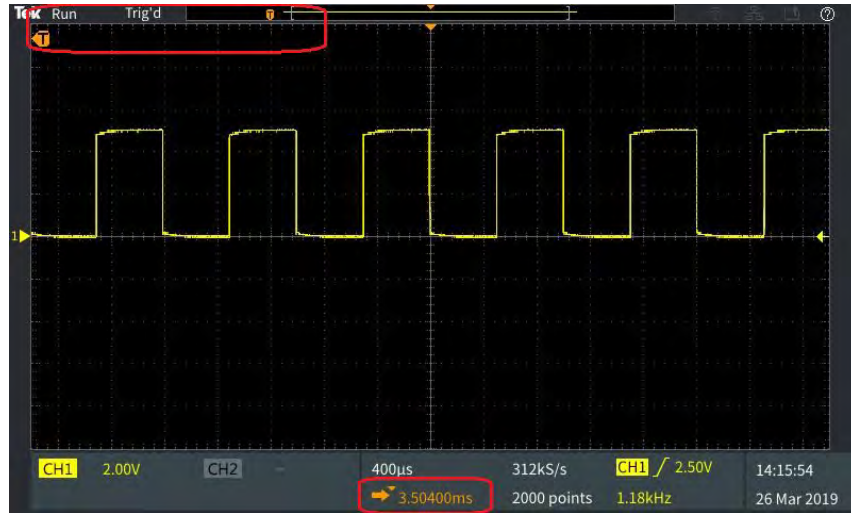 Tek Run Trig'd T ?
T
1
CH1 2.00V CH2 400µs 312kS/s CH1 2.50V 14:15:54
3.50400ms 2000 points 1.18kHz 26 Mar 2019